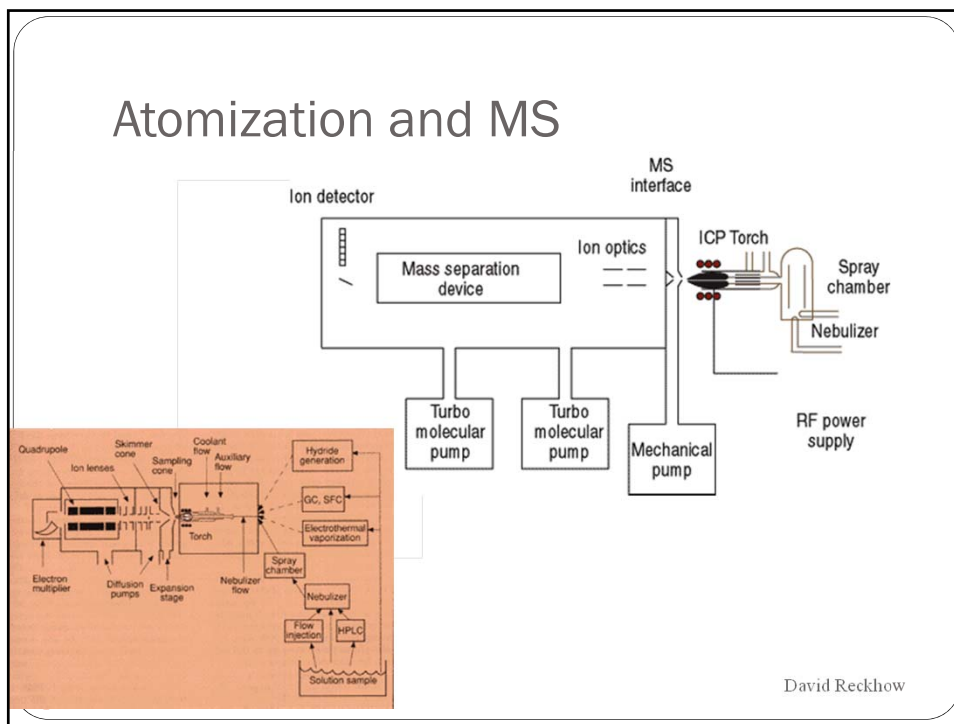 Atomization and MS
MS
interface
Ion detector
ICP Torch
Ion optics
Mass separation
device
Spray
chamber
Nebulizer
Turbo
molecular
pump
Turbo
molecular
pump
Mechanical
pump
RF power
supply
Quadrupole
Ion lenses
Skimmer
cone
Sampling
cone
Coolant
flow
Auxillary
flow
Hydride
generation
GC, SFC
Electrothermal
vaporization
Torch
Electron
multiplier
Diffusion
pumps
Expansion
stage
Nebulizer
flow
Spray
chamber
Nebulizer
Flow
injection
HPLC
Solution sample
David Reckhow